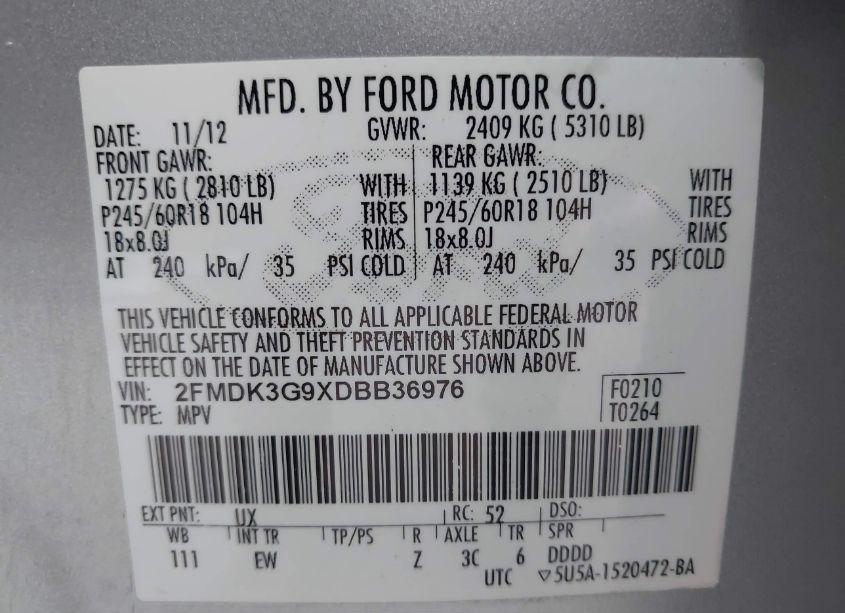 MFD. BY FORD MOTOR CO.
DATE: 11/12 GVWR: 2409 KG ( 5310 LB)
FRONT GAWR: REAR GAWR:
1275 KG ( 2810 LB) WITH 1139 KG ( 2510 LB) WITH
P245/60R18 104H TIRES P245/60R18 104H TIRES
18x8.0J RIMS 18x8.0J RIMS
AT 240 kPa/ 35 PSI COLD AT 240 kPa/ 35 PSI COLD
THIS VEHICLE CONFORMS TO ALL APPLICABLE FEDERAL MOTOR
VEHICLE SAFETY AND THEFT PREVENTION STANDARDS IN
EFFECT ON THE DATE OF MANUFACTURE SHOWN ABOVE.
VIN: 2FMDK3G9XDBB36976 F0210
TYPE: MPV T0264
EXT PNT: UX RC: 52 DSO:
WB INT TR TP/PS R AXLE TR SPR
111 EW Z 3C 6 DDDD
UTC ▽5U5A-1520472-BA